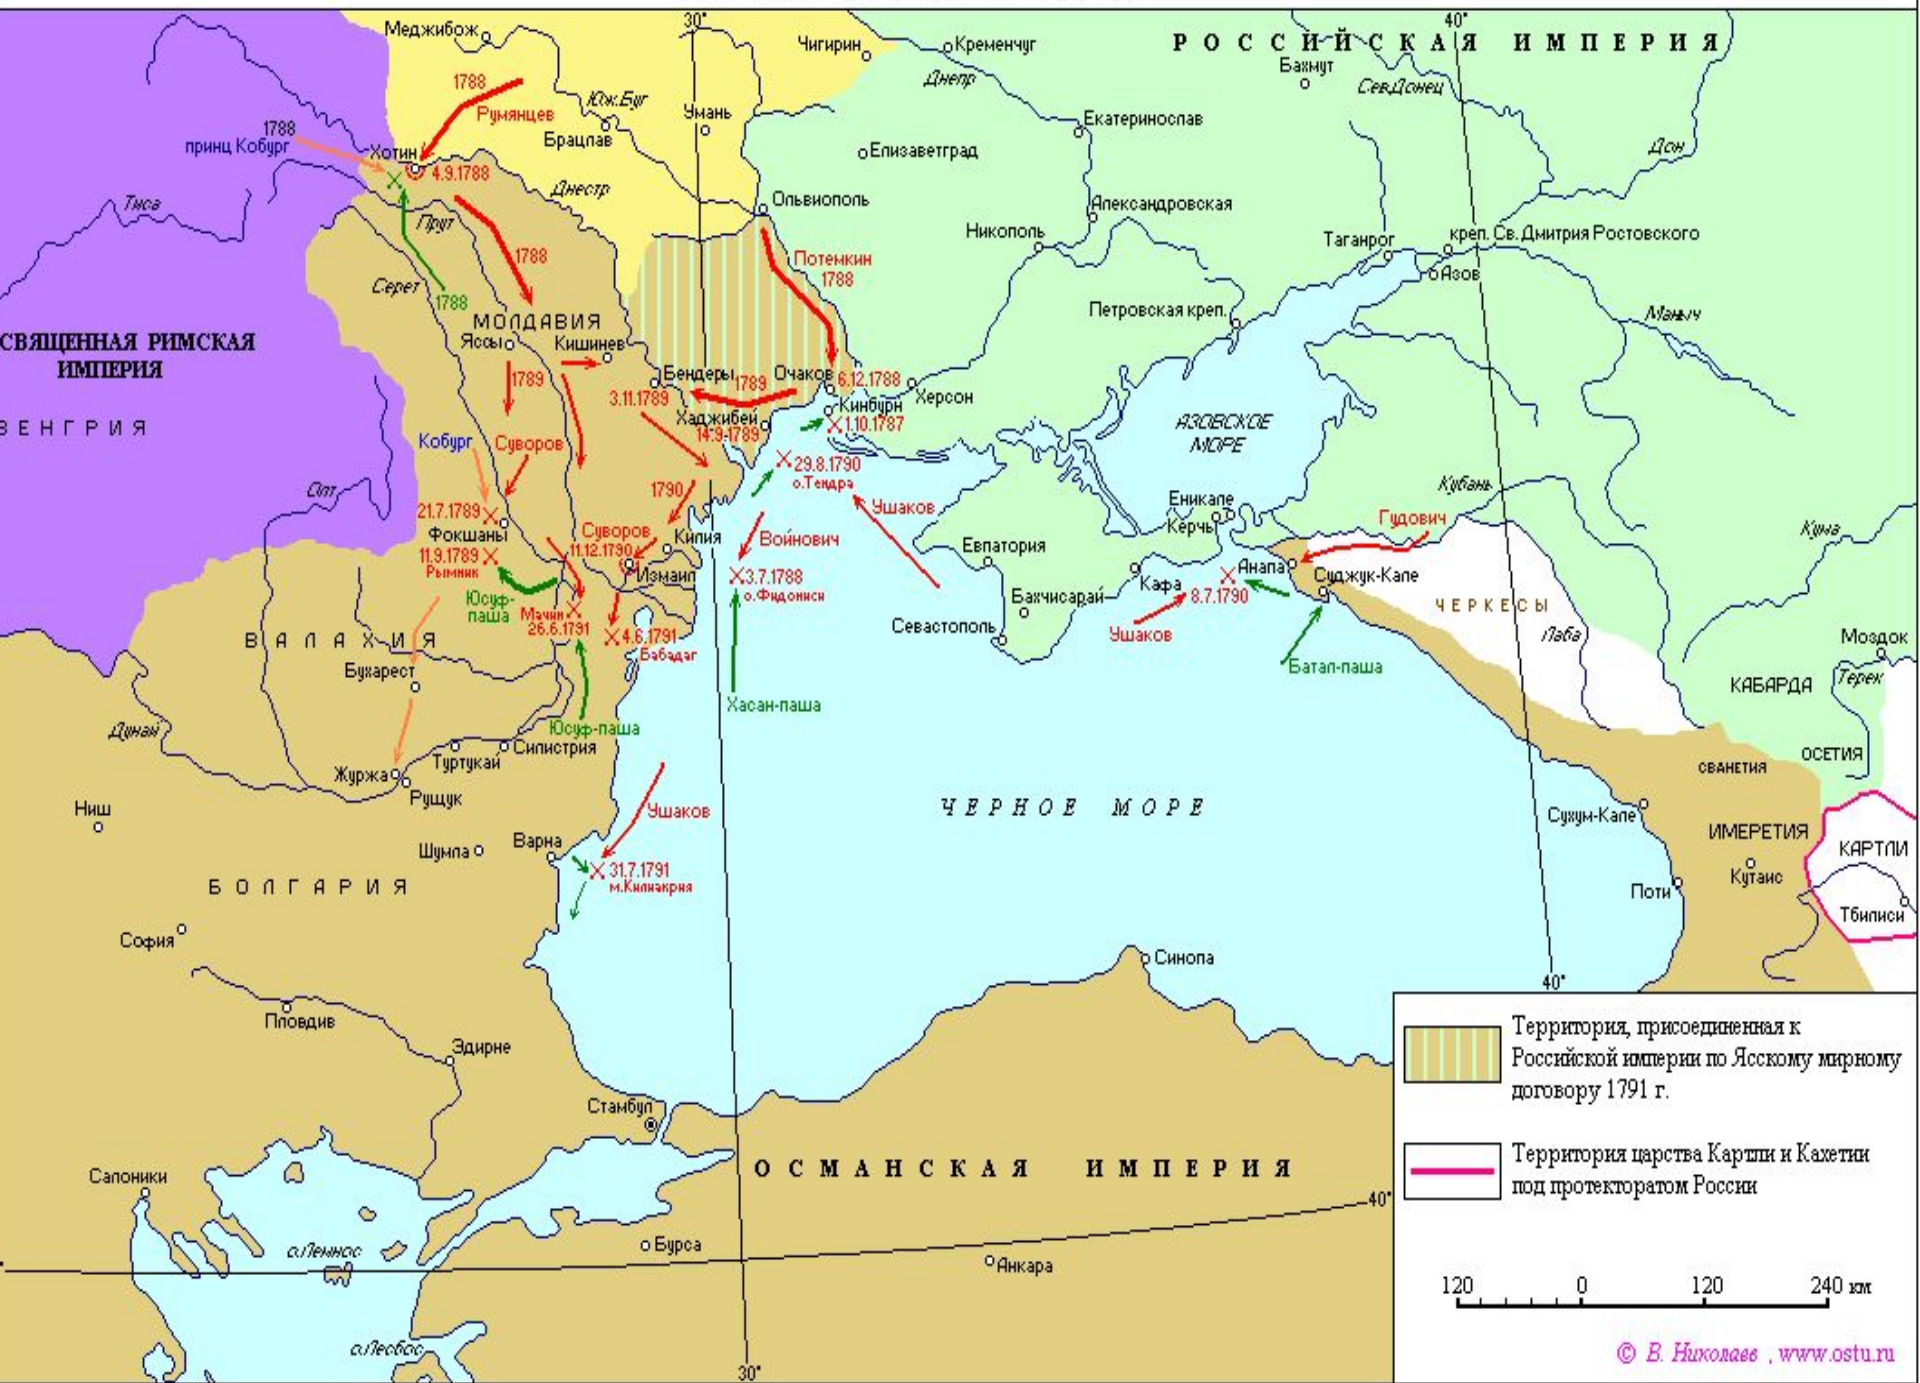 30°
40°
Меджибож
Чигирин
Кременчуг
РОССИЙСКАЯ ИМПЕРИЯ
Бахмут
Днепр
Сев.Донец
1788
Румянцев
Юж.Буг
Умань
Брацлав
Екатеринослав
Елизаветград
Дон
1788
принц Кобург
Хотин
4.9.1788
Днестр
Тиса
Прут
Ольвиополь
Александровская
Никополь
Таганрог
креп. Св. Дмитрия Ростовского
Азов
Потемкин
1788
1788
Серет
1788
Петровская креп.
Маныч
СВЯЩЕННАЯ РИМСКАЯ
ИМПЕРИЯ
МОЛДАВИЯ
Яссы
Кишинев
1789
Бендеры
1789
Очаков
6.12.1788
3.11.1789
Кинбурн
Херсон
Хаджибей
14.9.1789
1.10.1787
АЗОВСКОЕ
МОРЕ
ВЕНГРИЯ
Кобург
Суворов
29.8.1790
о.Тендра
Олт
1790
Ушаков
Еникале
Керчь
Кубань
Гудович
Кума
21.7.1789
Фокшаны
11.9.1789
Рымник
Суворов
11.12.1790
Килия
Измаил
Войнович
3.7.1788
о.Фидониси
Евпатория
Кафа
Бахчисарай
Севастополь
Анапа
Суджук-Кале
8.7.1790
Ушаков
ЧЕРКЕСЫ
Лаба
Юсуф-
паша
Мачин
26.6.1791
4.6.1791
Бабадаг
ВАЛАХИЯ
Бухарест
Батал-паша
Моздок
Терек
КАБАРДА
Хасан-паша
Дунай
Юсуф-паша
Силистрия
Туртукай
Журжа
Рущук
ОСЕТИЯ
СВАНЕТИЯ
Ниш
Ушаков
ЧЕРНОЕ МОРЕ
Сухум-Кале
ИМЕРЕТИЯ
КАРТЛИ
Кутаис
Шумла
Варна
31.7.1791
м.Калиакрия
БОЛГАРИЯ
Поти
Тбилиси
София
Синопа
40°
Пловдив
Эдирне
Стамбул
Территория, присоединенная к
Российской империи по Ясскому мирному
договору 1791 г.
Территория царства Картли и Кахетии
под протекторатом России
ОСМАНСКАЯ ИМПЕРИЯ
Салоники
40°
о.Лемнос
Бурса
Анкара
120 0 120 240 км
о.Лесбос
30°
© В. Николаев , www.ostu.ru